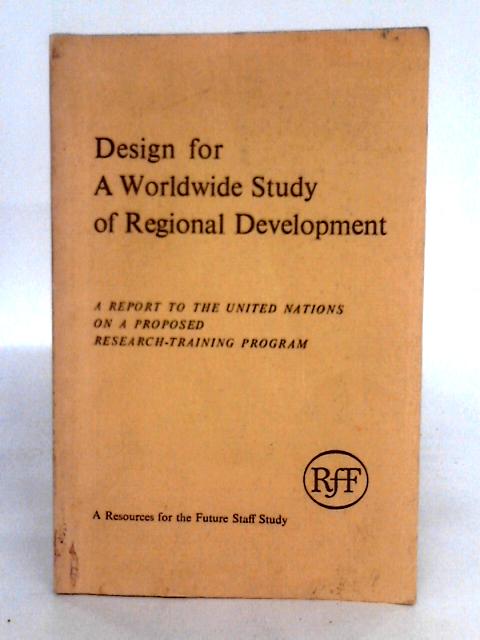 Design for
A Worldwide Study
of Regional Development
A REPORT TO THE UNITED NATIONS
ON A PROPOSED
RESEARCH-TRAINING PROGRAM
RfF
A Resources for the Future Staff Study